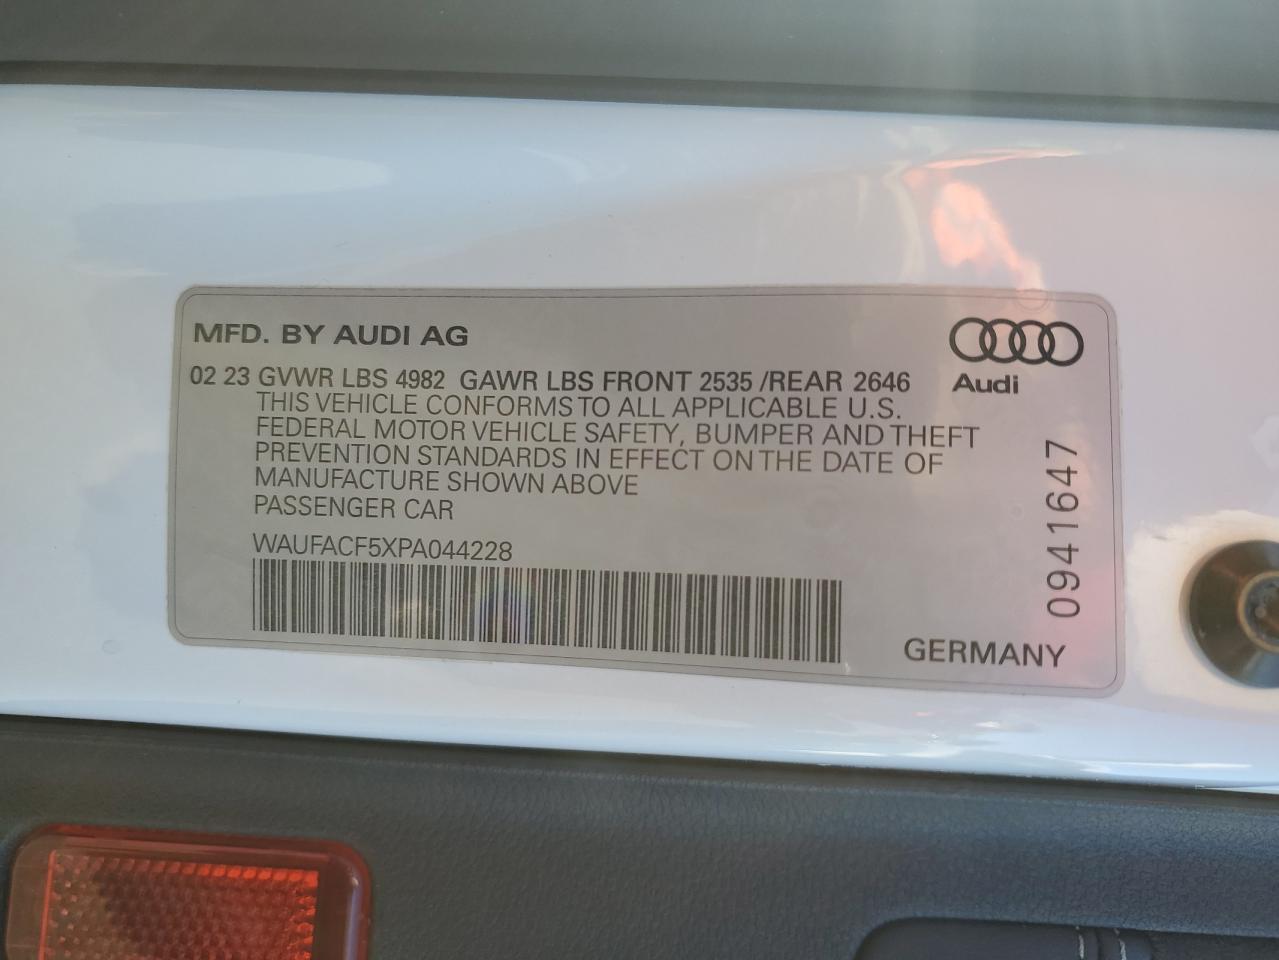 MFD. BY AUDI AG
Audi
02 23 GVWR LBS 4982 GAWR LBS FRONT 2535 /REAR 2646
THIS VEHICLE CONFORMS TO ALL APPLICABLE U.S.
FEDERAL MOTOR VEHICLE SAFETY, BUMPER AND THEFT
PREVENTION STANDARDS IN EFFECT ON THE DATE OF
MANUFACTURE SHOWN ABOVE
PASSENGER CAR
WAUFACF5XPA044228
0941647
GERMANY